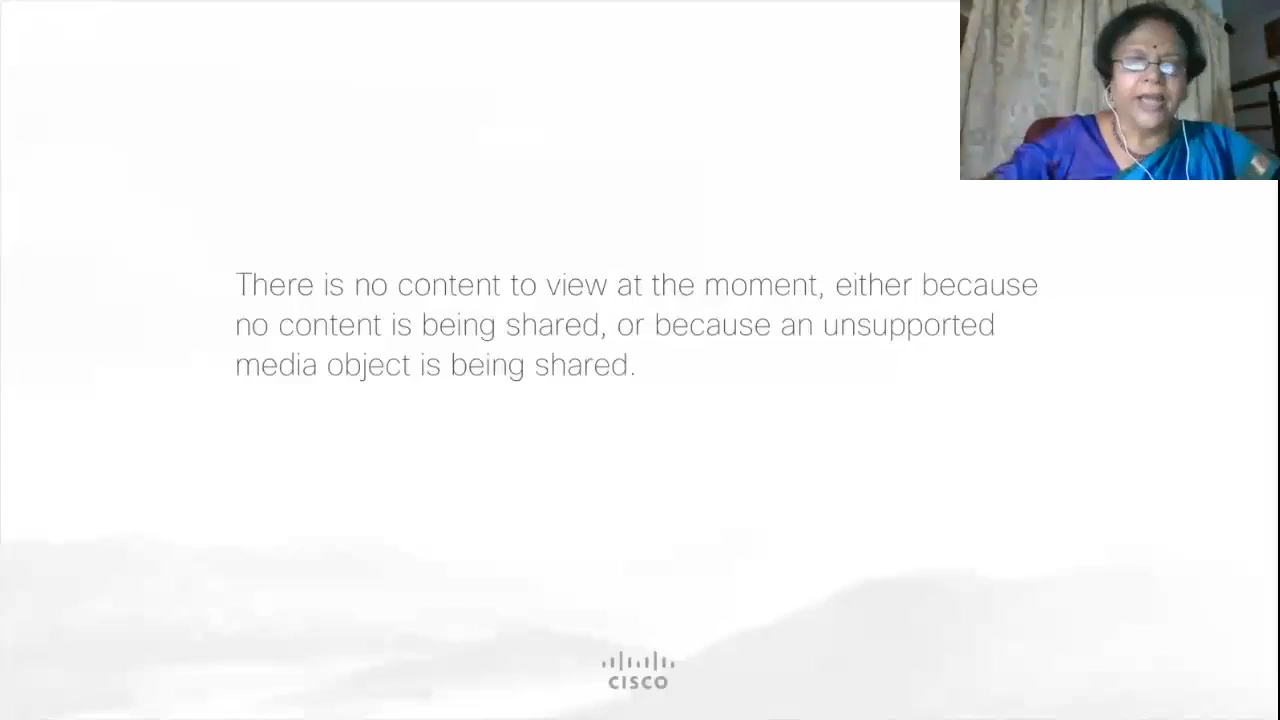 There is no content to view at the moment, either because
no content is being shared, or because an unsupported
media object is being shared.
CISCO